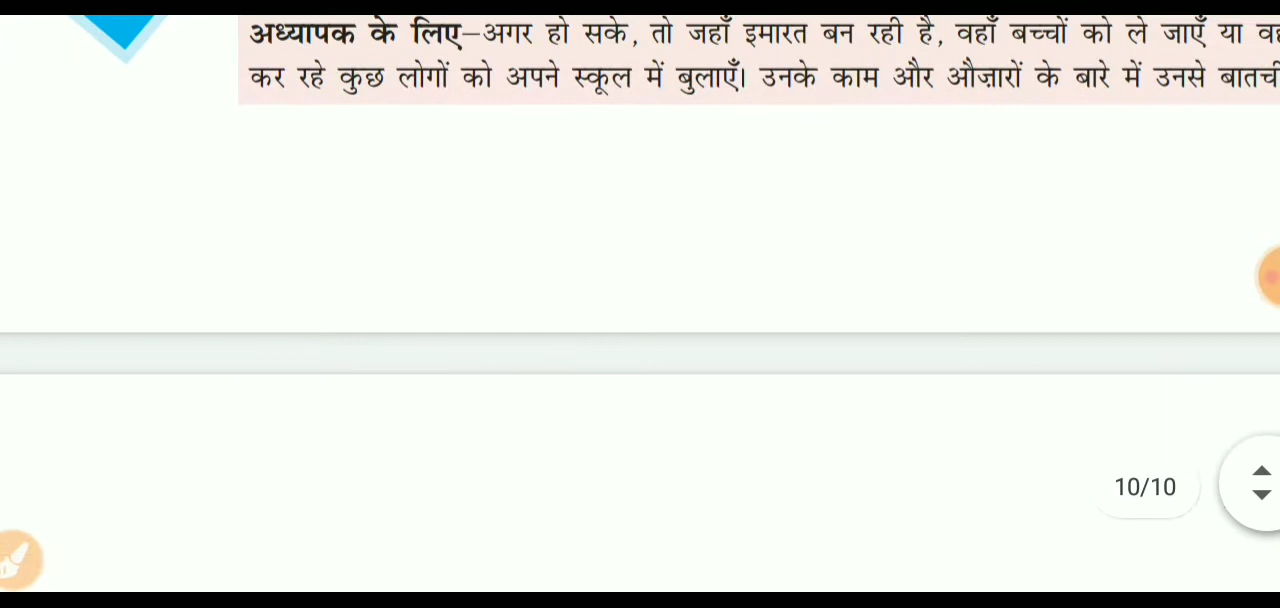 अध्यापक के लिए–अगर हो सके, तो जहाँ इमारत बन रही है, वहाँ बच्चों को ले जाएँ या
कर रहे कुछ लोगों को अपने स्कूल में बुलाएँ। उनके काम और औज़ारों के बारे में उनसे
10/10